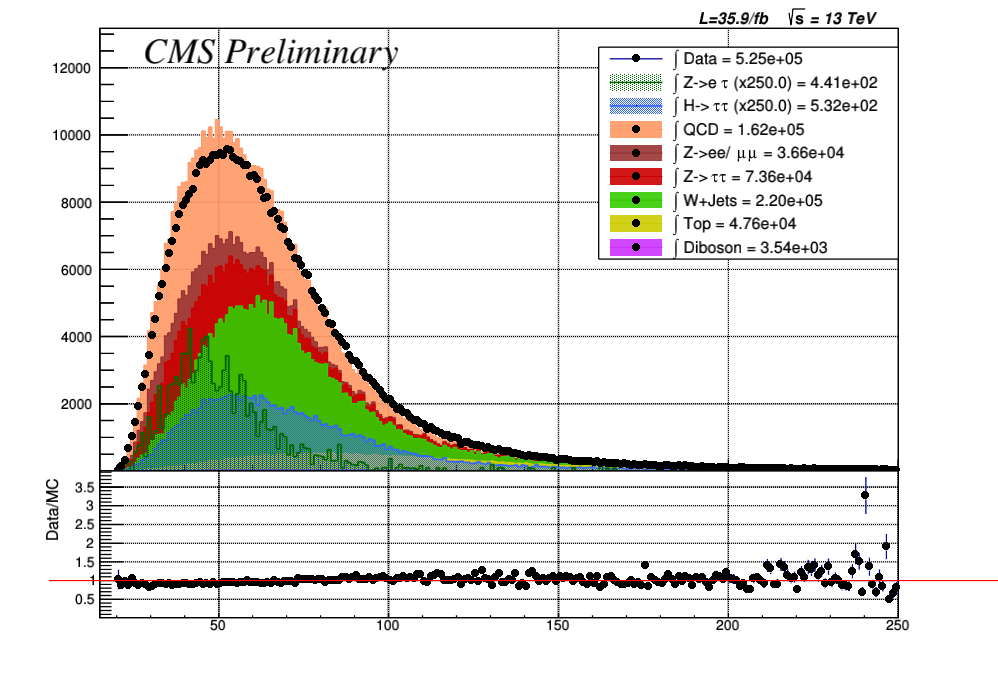 L=35.9/fb √s = 13 TeV
CMS Preliminary
∫ Data = 5.25e+05
∫ Z->e τ (x250.0) = 4.41e+02
∫ H-> ττ (x250.0) = 5.32e+02
∫ QCD = 1.62e+05
∫ Z->ee/ μμ = 3.66e+04
∫ Z-> ττ = 7.36e+04
∫ W+Jets = 2.20e+05
∫ Top = 4.76e+04
∫ Diboson = 3.54e+03
12000
10000
8000
6000
4000
2000
Data/MC
3.5
3
2.5
2
1.5
1
0.5
50 100 150 200 250